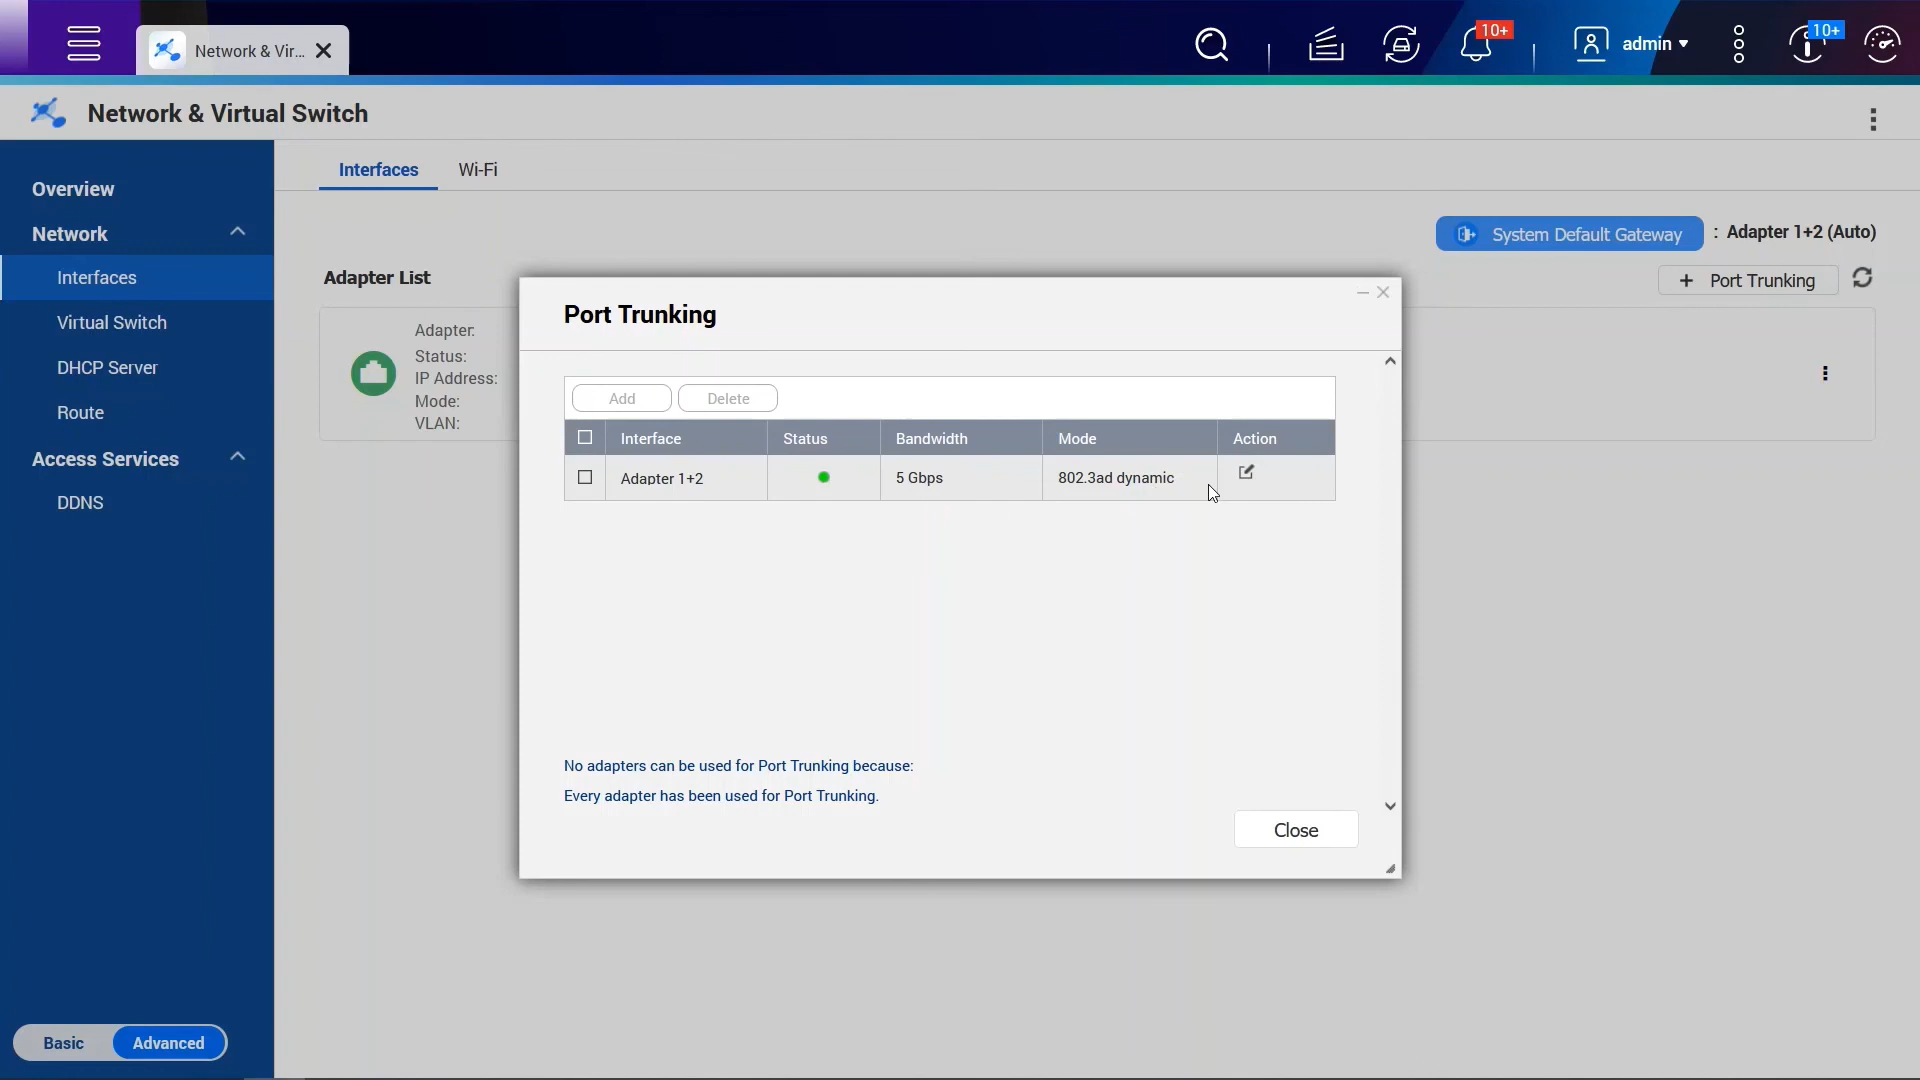 Network & Vir...
10+
admin
10+
Network & Virtual Switch
Overview
Network
Interfaces
Virtual Switch
DHCP Server
Route
Access Services
DDNS
Basic
Advanced
Interfaces
Wi-Fi
System Default Gateway : Adapter 1+2 (Auto)
Adapter List
+ Port Trunking
Adapter:
Status:
IP Address:
Mode:
VLAN:
Port Trunking
Add Delete
Interface Status Bandwidth Mode Action
Adapter 1+2 5 Gbps 802.3ad dynamic
No adapters can be used for Port Trunking because:
Every adapter has been used for Port Trunking.
Close